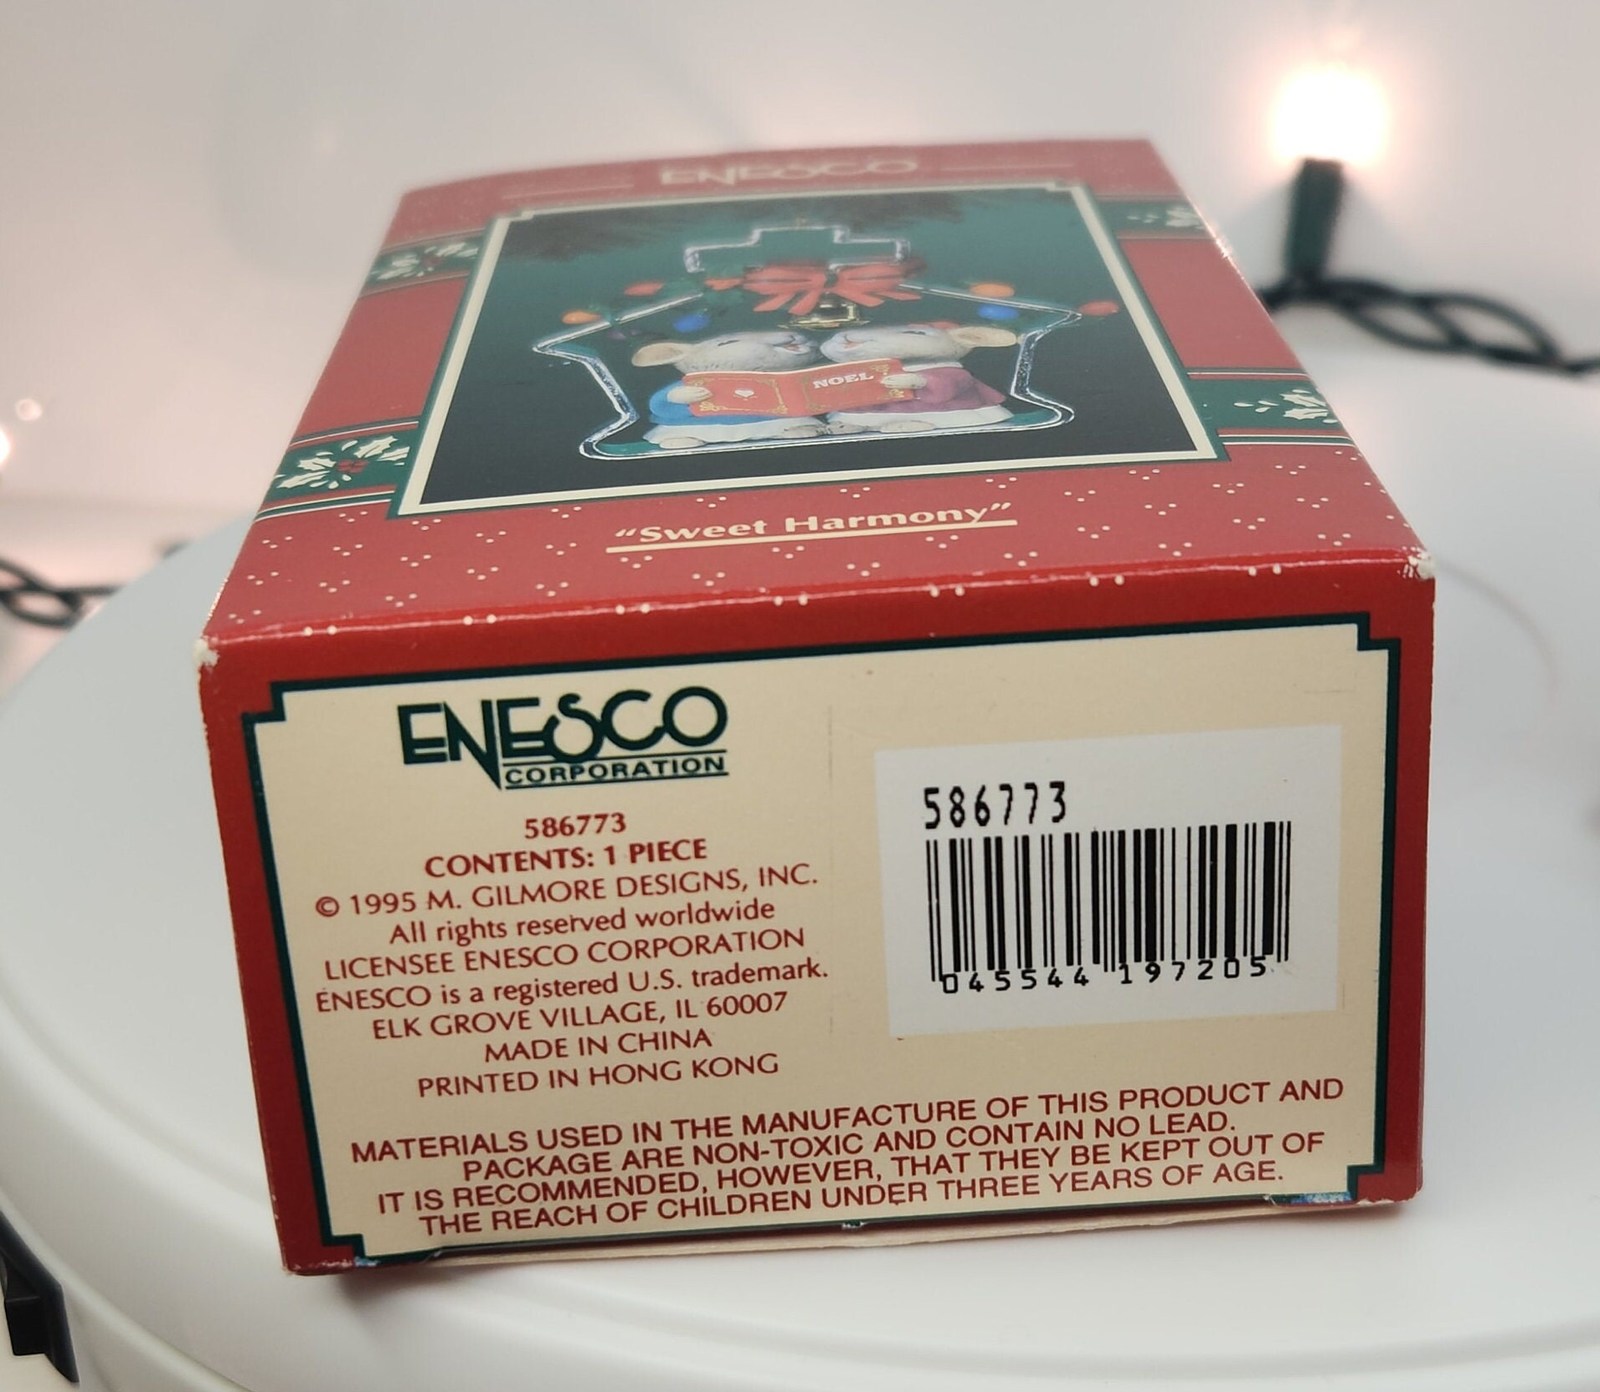 ENESCO
NOEL
"Sweet Harmony"
ENESCO
CORPORATION
586773
CONTENTS: 1 PIECE
© 1995 M. GILMORE DESIGNS, INC.
All rights reserved worldwide
LICENSEE ENESCO CORPORATION
ENESCO is a registered U.S. trademark.
ELK GROVE VILLAGE, IL 60007
MADE IN CHINA
PRINTED IN HONG KONG
586773
045544 197205
MATERIALS USED IN THE MANUFACTURE OF THIS PRODUCT AND
PACKAGE ARE NON-TOXIC AND CONTAIN NO LEAD.
IT IS RECOMMENDED, HOWEVER, THAT THEY BE KEPT OUT OF
THE REACH OF CHILDREN UNDER THREE YEARS OF AGE.